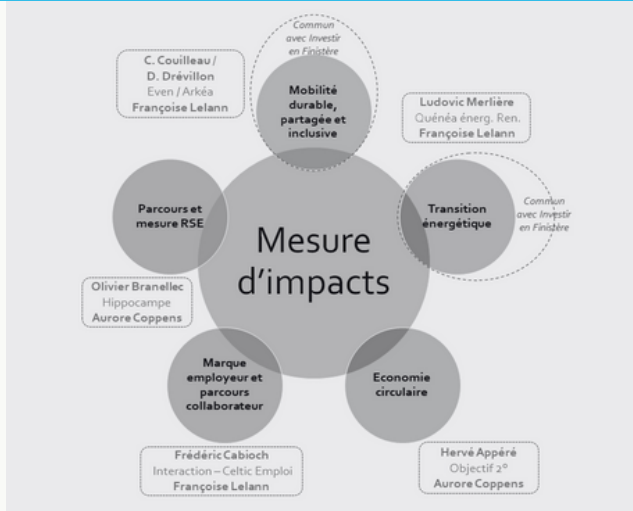 Commun
avec Investir
en Finistère
C. Couilleau /
D. Drévillon
Even / Arkéa
Françoise Lelann
Mobilité
durable,
partagée et
inclusive
Ludovic Merlière
Quénéa énerg. Ren.
Françoise Lelann
Parcours et
mesure RSE
Transition
énergétique
Commun
avec Investir
en Finistère
Mesure
d'impacts
Olivier Branellec
Hippocampe
Aurore Coppens
Marque
employeur et
parcours
collaborateur
Economie
circulaire
Frédéric Cabioch
Interaction – Celtic Emploi
Françoise Lelann
Hervé Appéré
Objectif 2°
Aurore Coppens